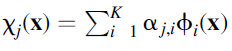 χ_j(x) = ∑_{i 1}^{K} α_{j,i} ϕ_i(x)